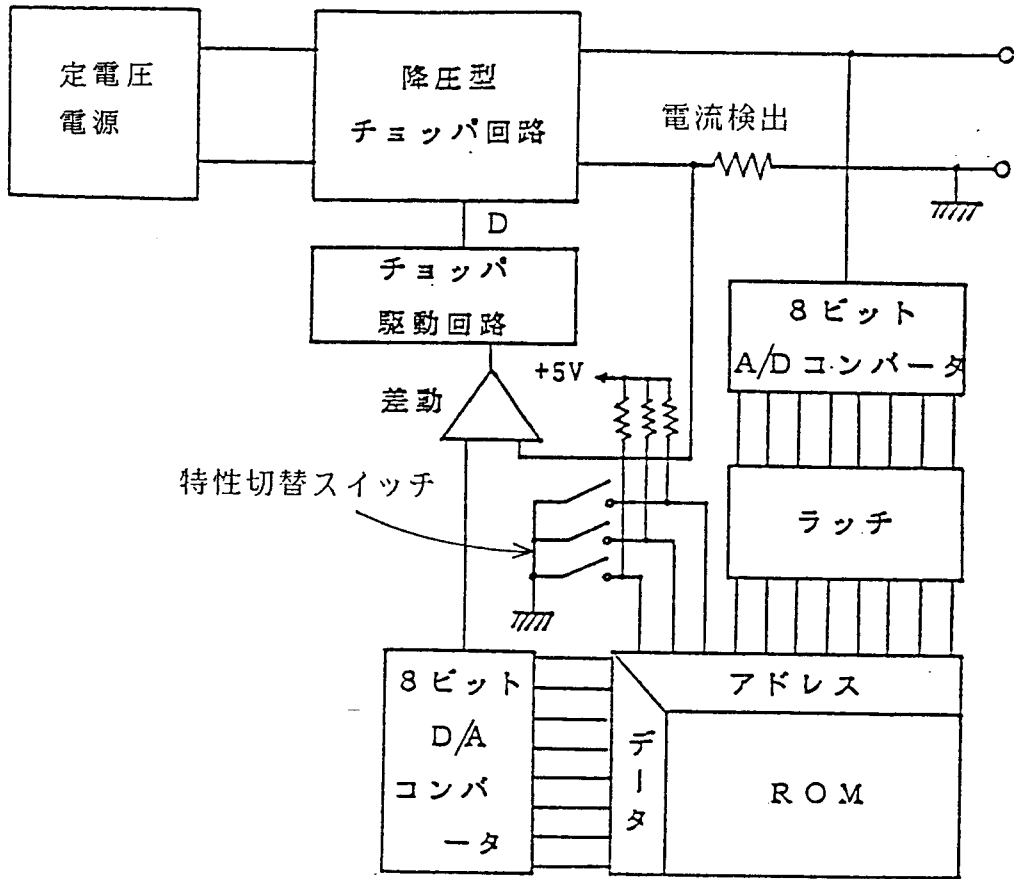 定電圧
電源
降圧型
チョッパ回路
電流検出
D
チョッパ
駆動回路
8ビット
A/Dコンバータ
+5V
差動
特性切替スイッチ
ラッチ
8ビット
D/A
コンバ
ータ
データ
アドレス
ROM